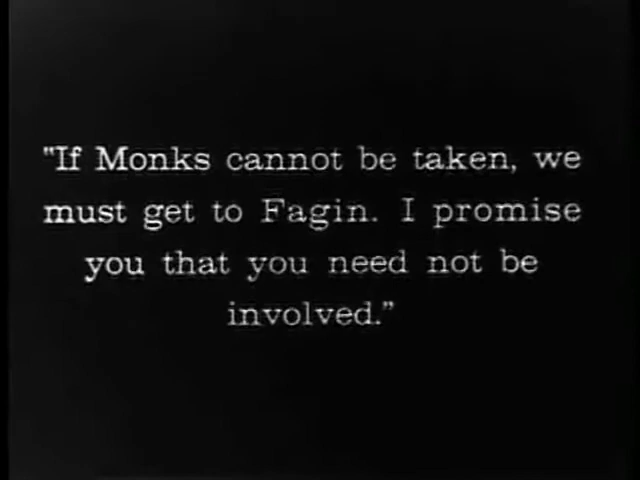 "If Monks cannot be taken, we
must get to Fagin. I promise
you that you need not be
involved."